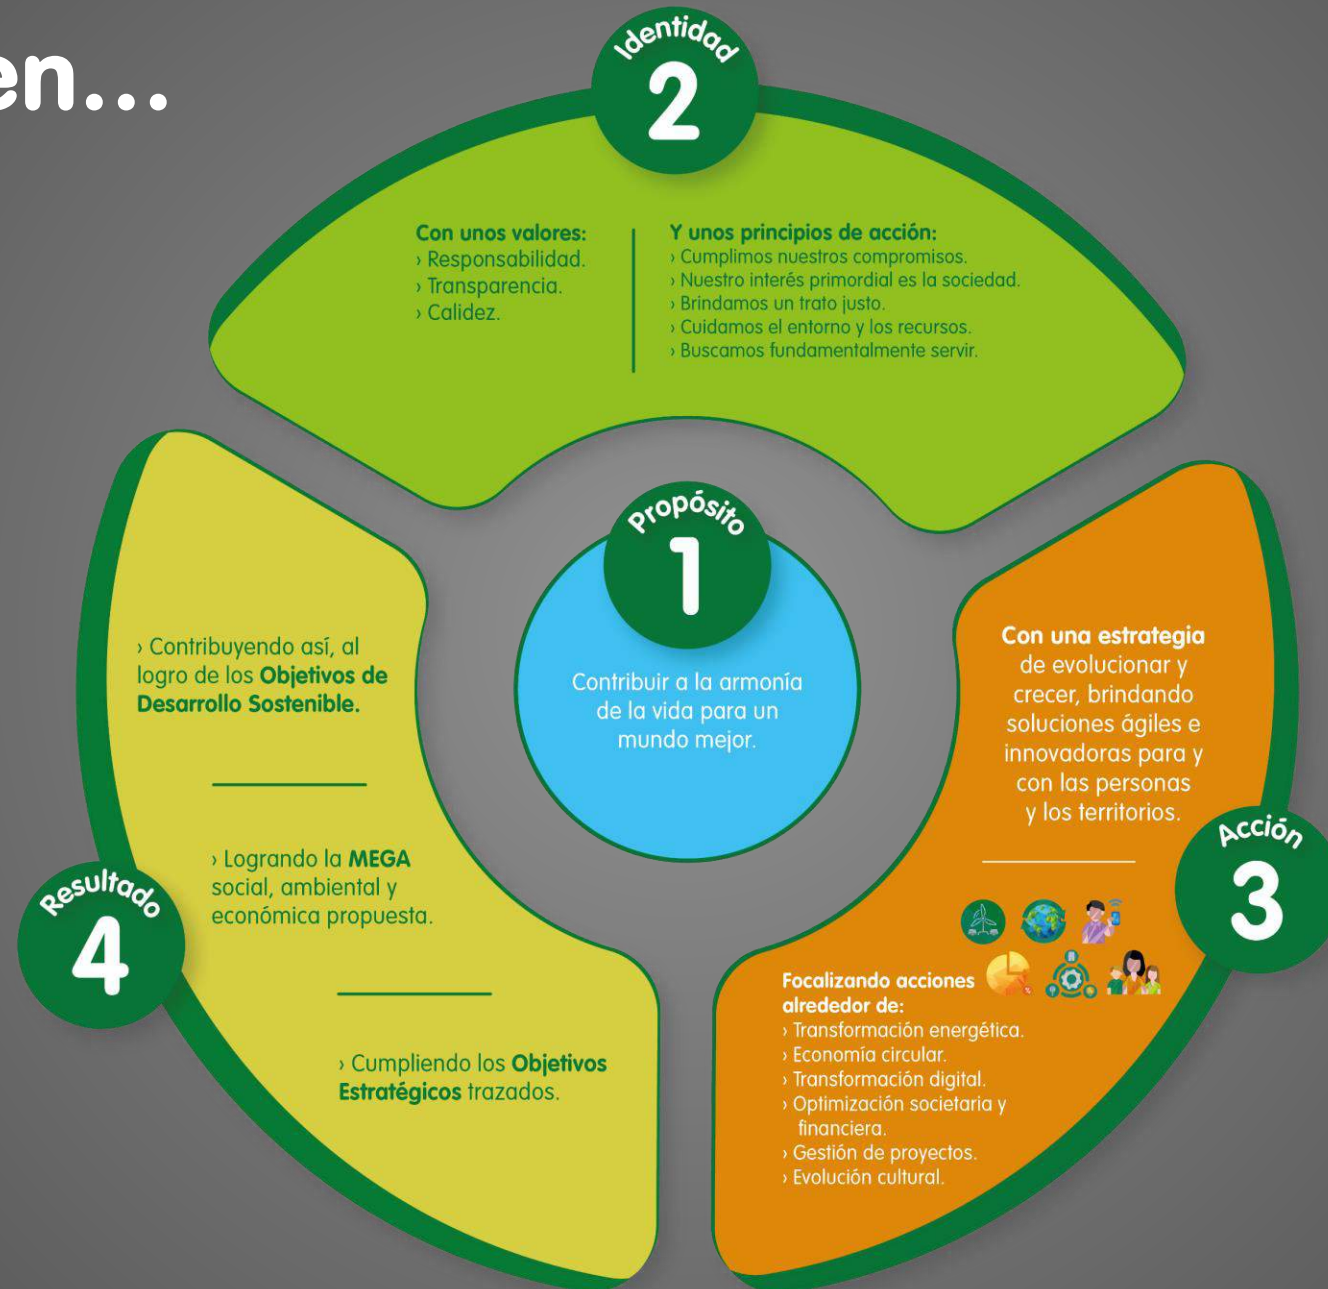 en...
Identidad
2
Con unos valores:
› Responsabilidad.
› Transparencia.
› Calidez.
Y unos principios de acción:
› Cumplimos nuestros compromisos.
› Nuestro interés primordial es la sociedad.
› Brindamos un trato justo.
› Cuidamos el entorno y los recursos.
› Buscamos fundamentalmente servir.
Propósito
1
Contribuir a la armonía
de la vida para un
mundo mejor.
Con una estrategia
de evolucionar y
crecer, brindando
soluciones ágiles e
innovadoras para y
con las personas
y los territorios.
Acción
3
Focalizando acciones
alrededor de:
› Transformación energética.
› Economía circular.
› Transformación digital.
› Optimización societaria y
financiera.
› Gestión de proyectos.
› Evolución cultural.
› Contribuyendo así, al
logro de los Objetivos de
Desarrollo Sostenible.
› Logrando la MEGA
social, ambiental y
económica propuesta.
Resultado
4
› Cumpliendo los Objetivos
Estratégicos trazados.